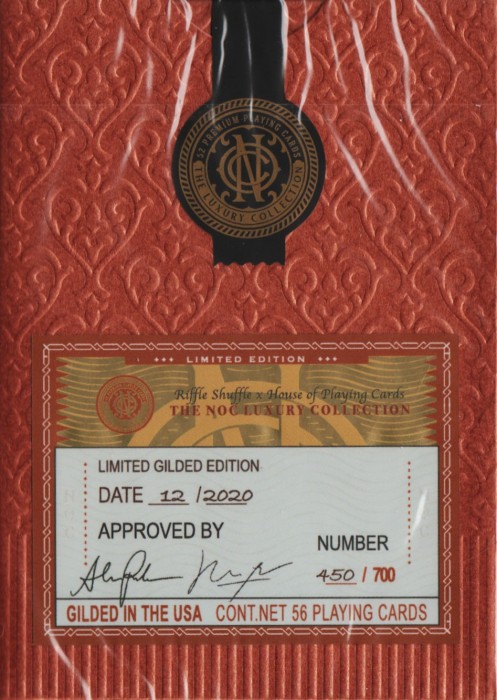 52 PREMIUM PLAYING CARDS
THE LUXURY COLLECTION
LIMITED EDITION
Riffle Shuffle x House of Playing Cards
THE NOC LUXURY COLLECTION
LIMITED GILDED EDITION
DATE 12 /2020
APPROVED BY
NUMBER
450 / 700
GILDED IN THE USA CONT.NET 56 PLAYING CARDS